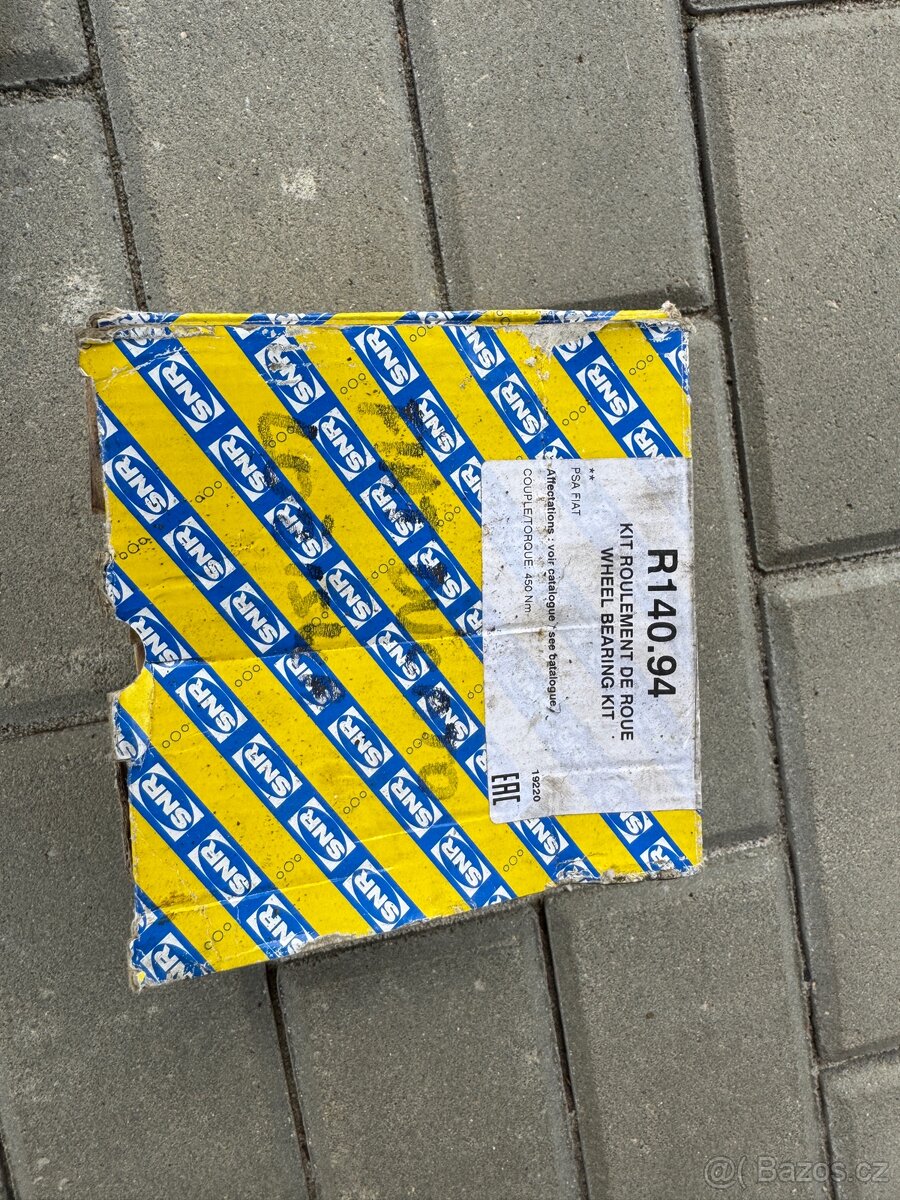 SNR
R140.94
KIT ROULEMENT DE ROUE
WHEEL BEARING KIT
**
PSA FIAT
Affectations : voir catalogue / see catalogue /
COUPLE/TORQUE: 450 Nm
19220
EAC
@( Bazos.cz